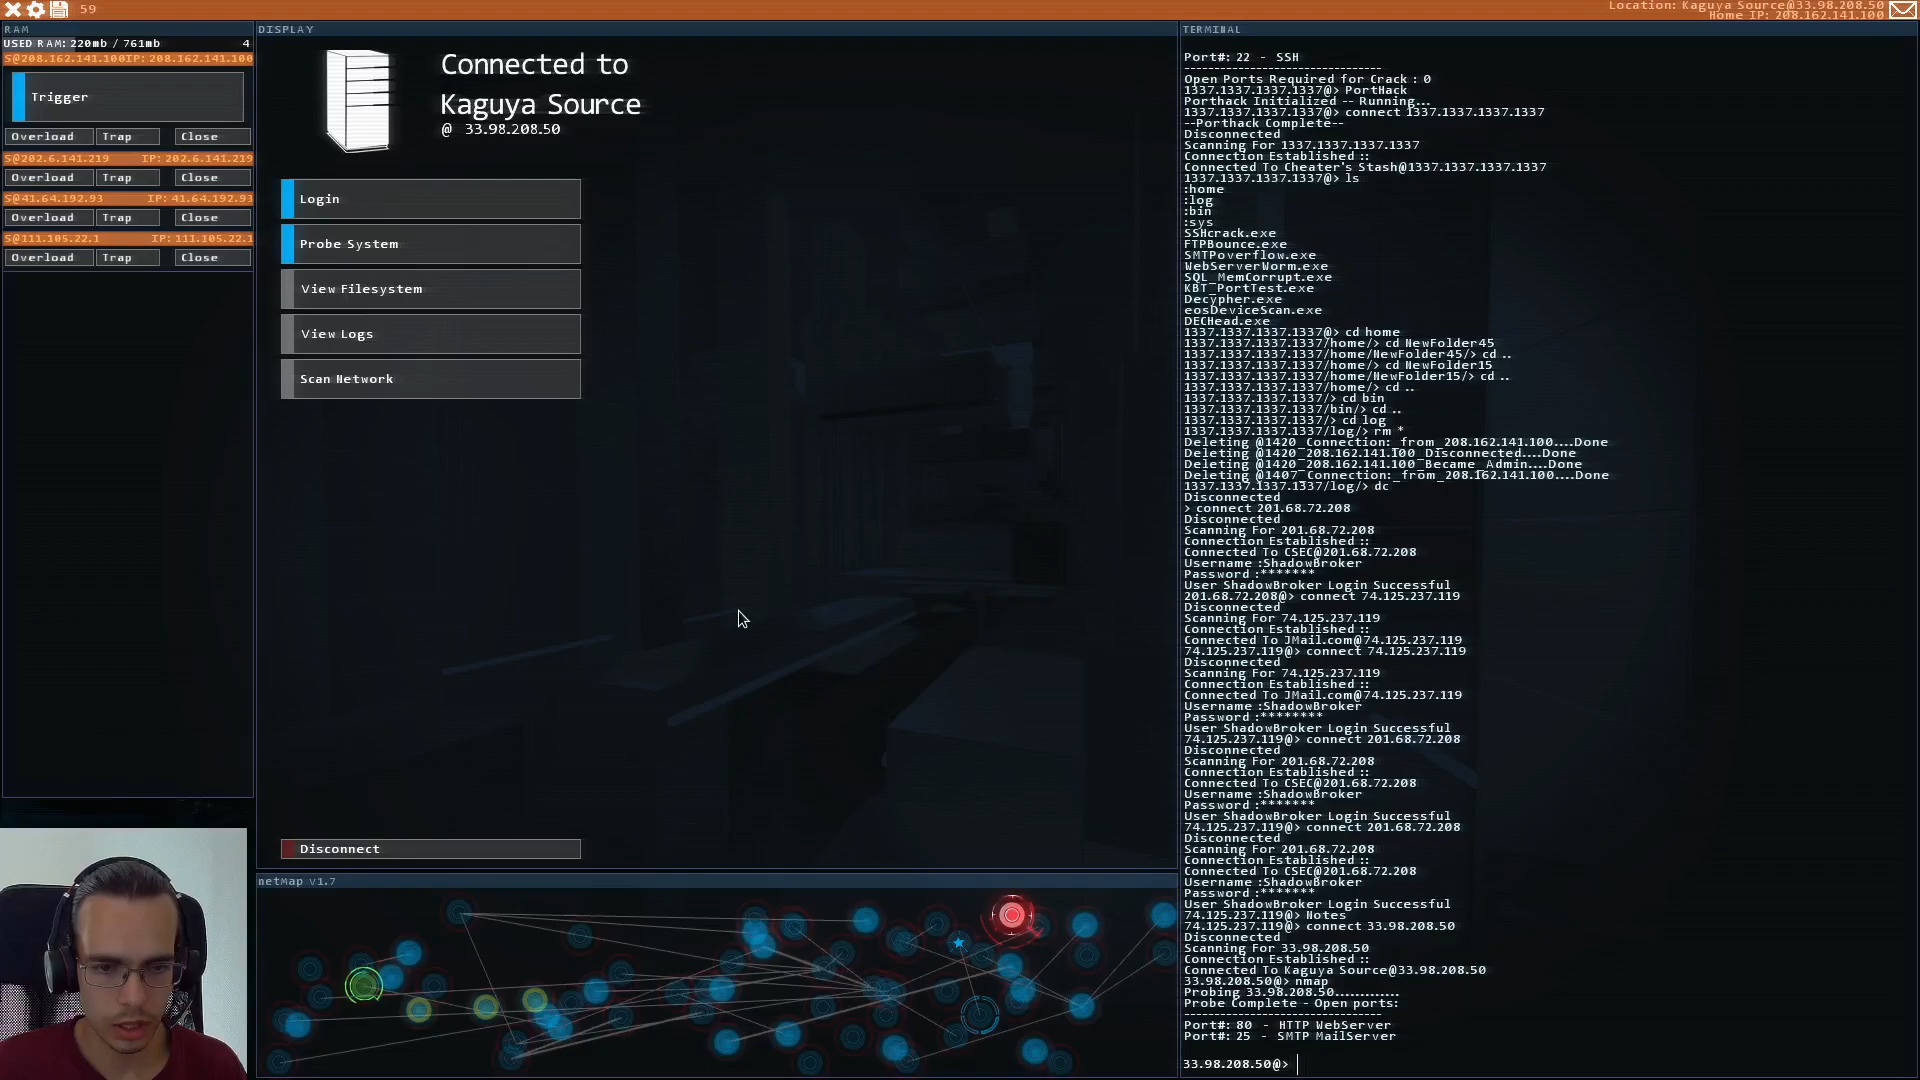 59
Location: Kaguya Source@33.98.208.50
Home IP: 208.162.141.100
RAM
USED RAM: 220mb / 761mb
4
S@208.162.141.100IP: 208.162.141.100
Trigger
Overload
Trap
Close
S@202.6.141.219
IP: 202.6.141.219
Overload
Trap
Close
S@41.64.192.93
IP: 41.64.192.93
Overload
Trap
Close
S@111.105.22.1
IP: 111.105.22.1
Overload
Trap
Close
DISPLAY
Connected to
Kaguya Source
@ 33.98.208.50
Login
Probe System
View Filesystem
View Logs
Scan Network
Disconnect
netMap v1.7
TERMINAL
Port#: 22 - SSH
---------------------------------
Open Ports Required for Crack : 0
1337.1337.1337.1337@> PortHack
Porthack Initialized -- Running...
1337.1337.1337.1337@> connect 1337.1337.1337.1337
--Porthack Complete--
Disconnected
Scanning For 1337.1337.1337.1337
Connection Established ::
Connected To Cheater's Stash@1337.1337.1337.1337
1337.1337.1337.1337@> ls
:home
:log
:bin
:sys
SSHcrack.exe
FTPBounce.exe
SMTPoverflow.exe
WebServerWorm.exe
SQL_MemCorrupt.exe
KBT_PortTest.exe
Decypher.exe
eosDeviceScan.exe
DECHead.exe
1337.1337.1337.1337@> cd home
1337.1337.1337.1337/home/> cd NewFolder45
1337.1337.1337.1337/home/NewFolder45/> cd ..
1337.1337.1337.1337/home/> cd NewFolder15
1337.1337.1337.1337/home/NewFolder15/> cd ..
1337.1337.1337.1337/home/> cd ..
1337.1337.1337.1337/> cd bin
1337.1337.1337.1337/bin/> cd ..
1337.1337.1337.1337/> cd log
1337.1337.1337.1337/log/> rm *
Deleting @1420_Connection:_from_208.162.141.100....Done
Deleting @1420_208.162.141.100_Disconnected....Done
Deleting @1420_208.162.141.100_Became_Admin....Done
Deleting @1407_Connection:_from_208.162.141.100....Done
1337.1337.1337.1337/log/> dc
Disconnected
> connect 201.68.72.208
Disconnected
Scanning For 201.68.72.208
Connection Established ::
Connected To CSEC@201.68.72.208
Username :ShadowBroker
Password :*******
User ShadowBroker Login Successful
201.68.72.208@> connect 74.125.237.119
Disconnected
Scanning For 74.125.237.119
Connection Established ::
Connected To JMail.com@74.125.237.119
74.125.237.119@> connect 74.125.237.119
Disconnected
Scanning For 74.125.237.119
Connection Established ::
Connected To JMail.com@74.125.237.119
Username :ShadowBroker
Password :********
User ShadowBroker Login Successful
74.125.237.119@> connect 201.68.72.208
Disconnected
Scanning For 201.68.72.208
Connection Established ::
Connected To CSEC@201.68.72.208
Username :ShadowBroker
Password :*******
User ShadowBroker Login Successful
74.125.237.119@> connect 201.68.72.208
Disconnected
Scanning For 201.68.72.208
Connection Established ::
Connected To CSEC@201.68.72.208
Username :ShadowBroker
Password :*******
User ShadowBroker Login Successful
74.125.237.119@> Notes
74.125.237.119@> connect 33.98.208.50
Disconnected
Scanning For 33.98.208.50
Connection Established ::
Connected To Kaguya Source@33.98.208.50
33.98.208.50@> nmap
Probing 33.98.208.50.............
Probe Complete - Open ports:
---------------------------------
Port#: 80 - HTTP WebServer
Port#: 25 - SMTP MailServer
33.98.208.50@>